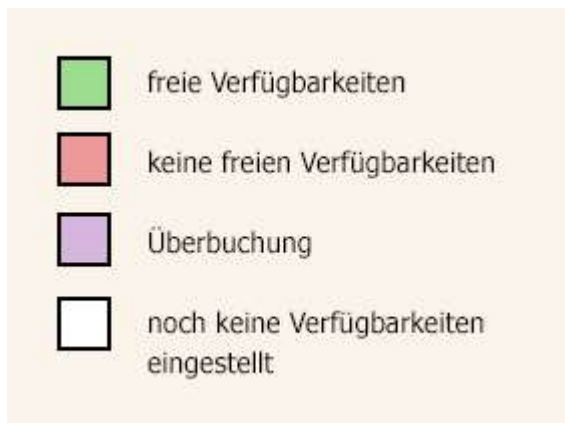 freie Verfügbarkeiten
keine freien Verfügbarkeiten
Überbuchung
noch keine Verfügbarkeiten
eingestellt